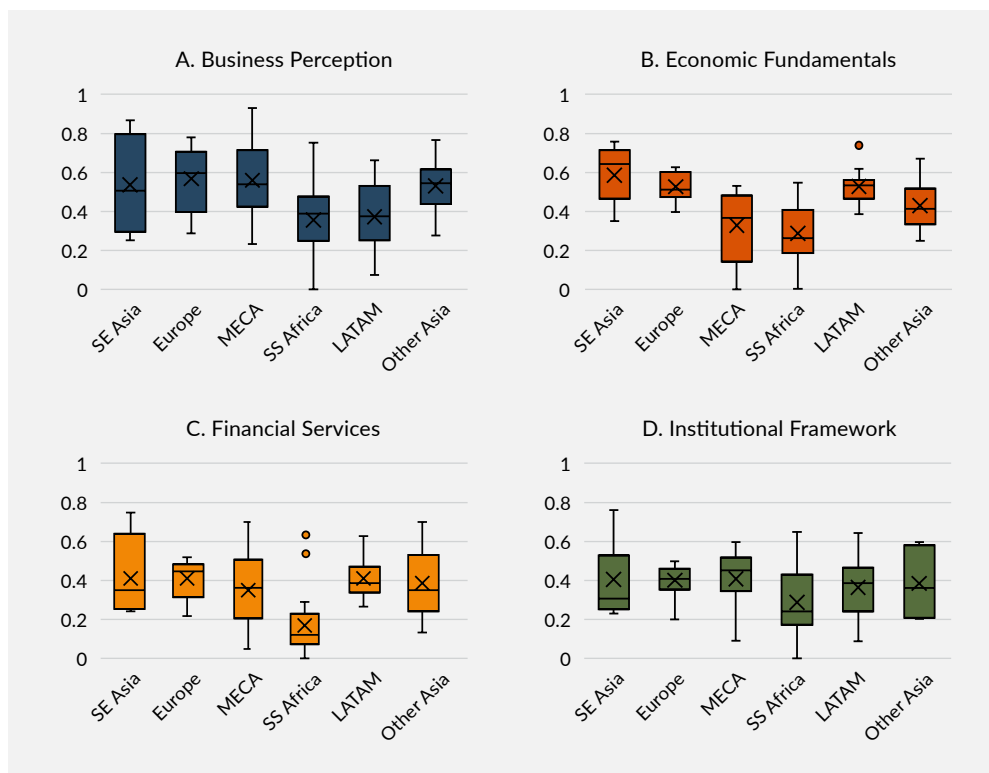 A. Business Perception
1
0.8
0.6
0.4
0.2
0
SE Asia
Europe
MECA
SS Africa
LATAM
Other Asia
B. Economic Fundamentals
1
0.8
0.6
0.4
0.2
0
SE Asia
Europe
MECA
SS Africa
LATAM
Other Asia
C. Financial Services
1
0.8
0.6
0.4
0.2
0
SE Asia
Europe
MECA
SS Africa
LATAM
Other Asia
D. Institutional Framework
1
0.8
0.6
0.4
0.2
0
SE Asia
Europe
MECA
SS Africa
LATAM
Other Asia